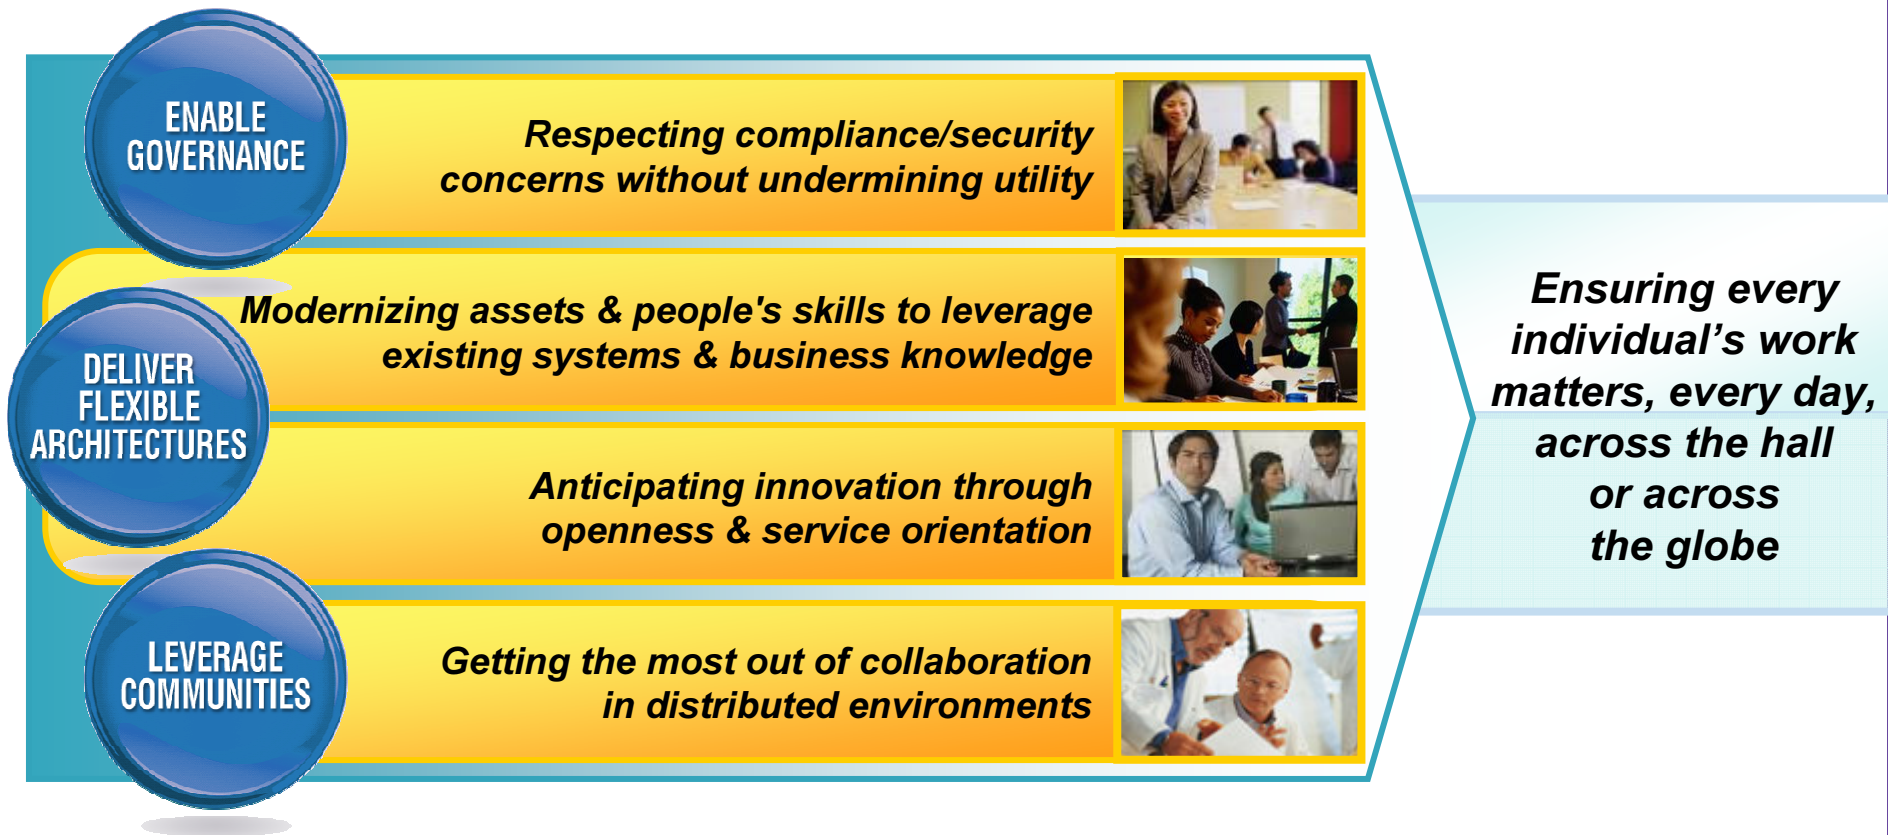 ENABLE
GOVERNANCE
Respecting compliance/security
concerns without undermining utility
DELIVER
FLEXIBLE
ARCHITECTURES
Modernizing assets & people's skills to leverage
existing systems & business knowledge
Anticipating innovation through
openness & service orientation
LEVERAGE
COMMUNITIES
Getting the most out of collaboration
in distributed environments
Ensuring every
individual’s work
matters, every day,
across the hall
or across
the globe